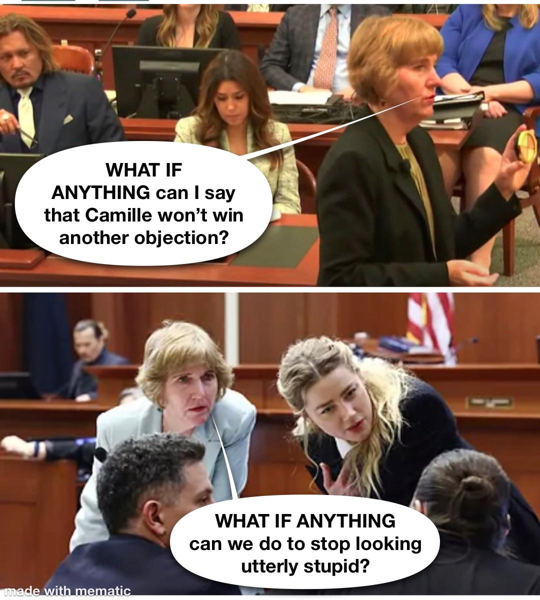 WHAT IF
ANYTHING can I say
that Camille won't win
another objection?
WHAT IF ANYTHING
can we do to stop looking
utterly stupid?
made with mematic